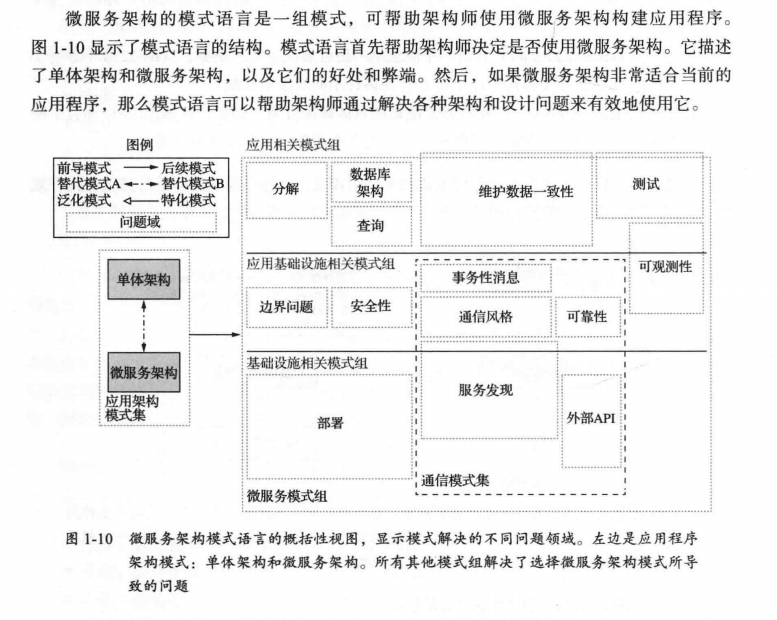 微服务架构的模式语言是一组模式，可帮助架构师使用微服务架构构建应用程序。
图 1-10 显示了模式语言的结构。模式语言首先帮助架构师决定是否使用微服务架构。它描述
了单体架构和微服务架构，以及它们的好处和弊端。然后，如果微服务架构非常适合当前的
应用程序，那么模式语言可以帮助架构师通过解决各种架构和设计问题来有效地使用它。
图例
前导模式 后续模式
替代模式A 替代模式B
泛化模式 特化模式
问题域
单体架构
微服务架构
应用架构
模式集
应用相关模式组
分解
数据库
架构
查询
维护数据一致性
测试
可观测性
应用基础设施相关模式组
边界问题
安全性
事务性消息
通信风格
可靠性
基础设施相关模式组
部署
服务发现
外部API
通信模式集
微服务模式组
图 1-10 微服务架构模式语言的概括性视图，显示模式解决的不同问题领域。左边是应用程序
架构模式：单体架构和微服务架构。所有其他模式组解决了选择微服务架构模式所导
致的问题